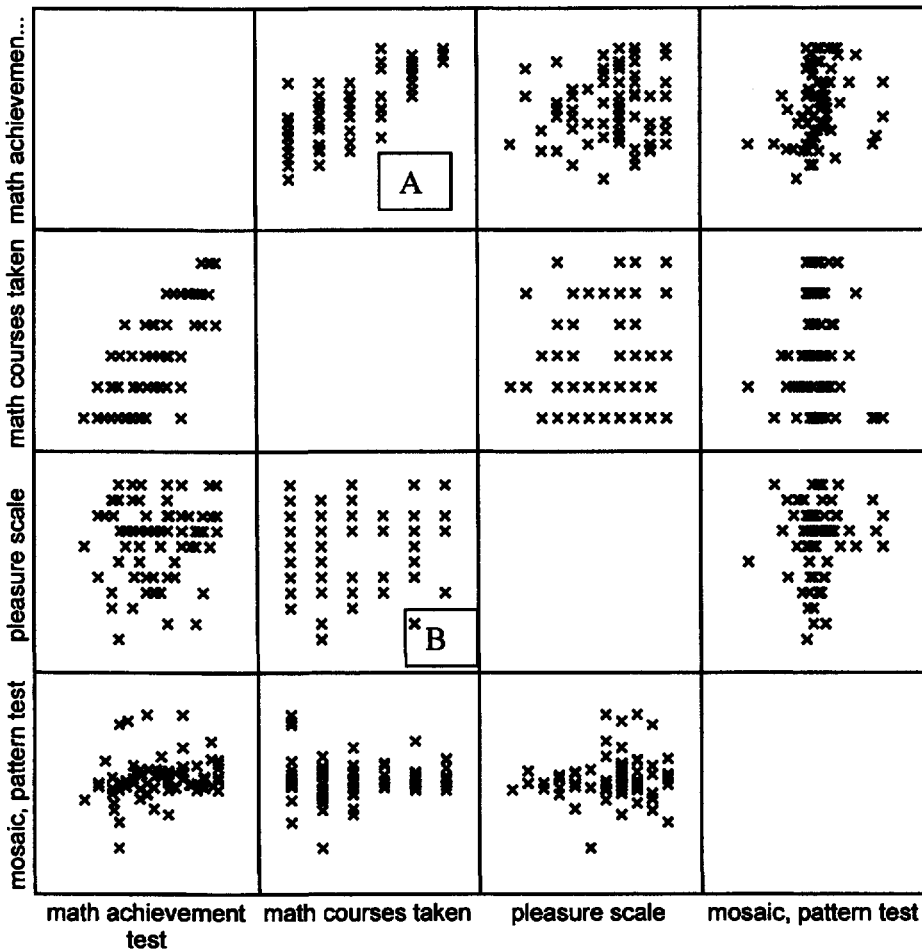 math achievemen...
A
math courses taken
pleasure scale
B
mosaic, pattern test
math achievement
test
math courses taken
pleasure scale
mosaic, pattern test